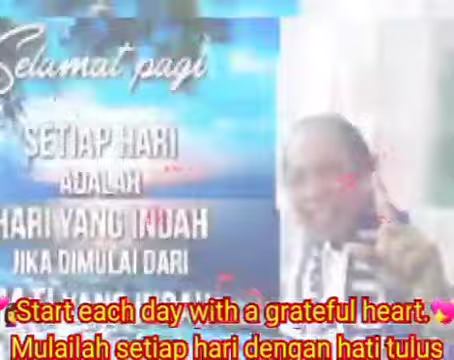 Selamat pagi
SETIAP HARI
ADALAH
HARI YANG INDAH
JIKA DIMULAI DARI
Start each day with a grateful heart.
Mulailah setiap hari dengan hati tulus